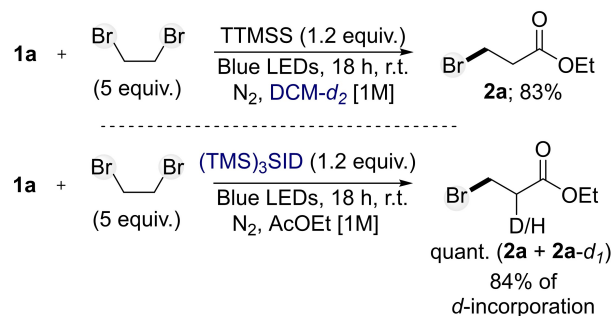 1a + Br Br (5 equiv.)
TTMSS (1.2 equiv.)
Blue LEDs, 18 h, r.t.
N₂, DCM-d₂ [1M]
Br O OEt
2a; 83%
1a + Br Br (5 equiv.)
(TMS)₃SID (1.2 equiv.)
Blue LEDs, 18 h, r.t.
N₂, AcOEt [1M]
Br O OEt
D/H
quant. (2a + 2a-d₁)
84% of
d-incorporation